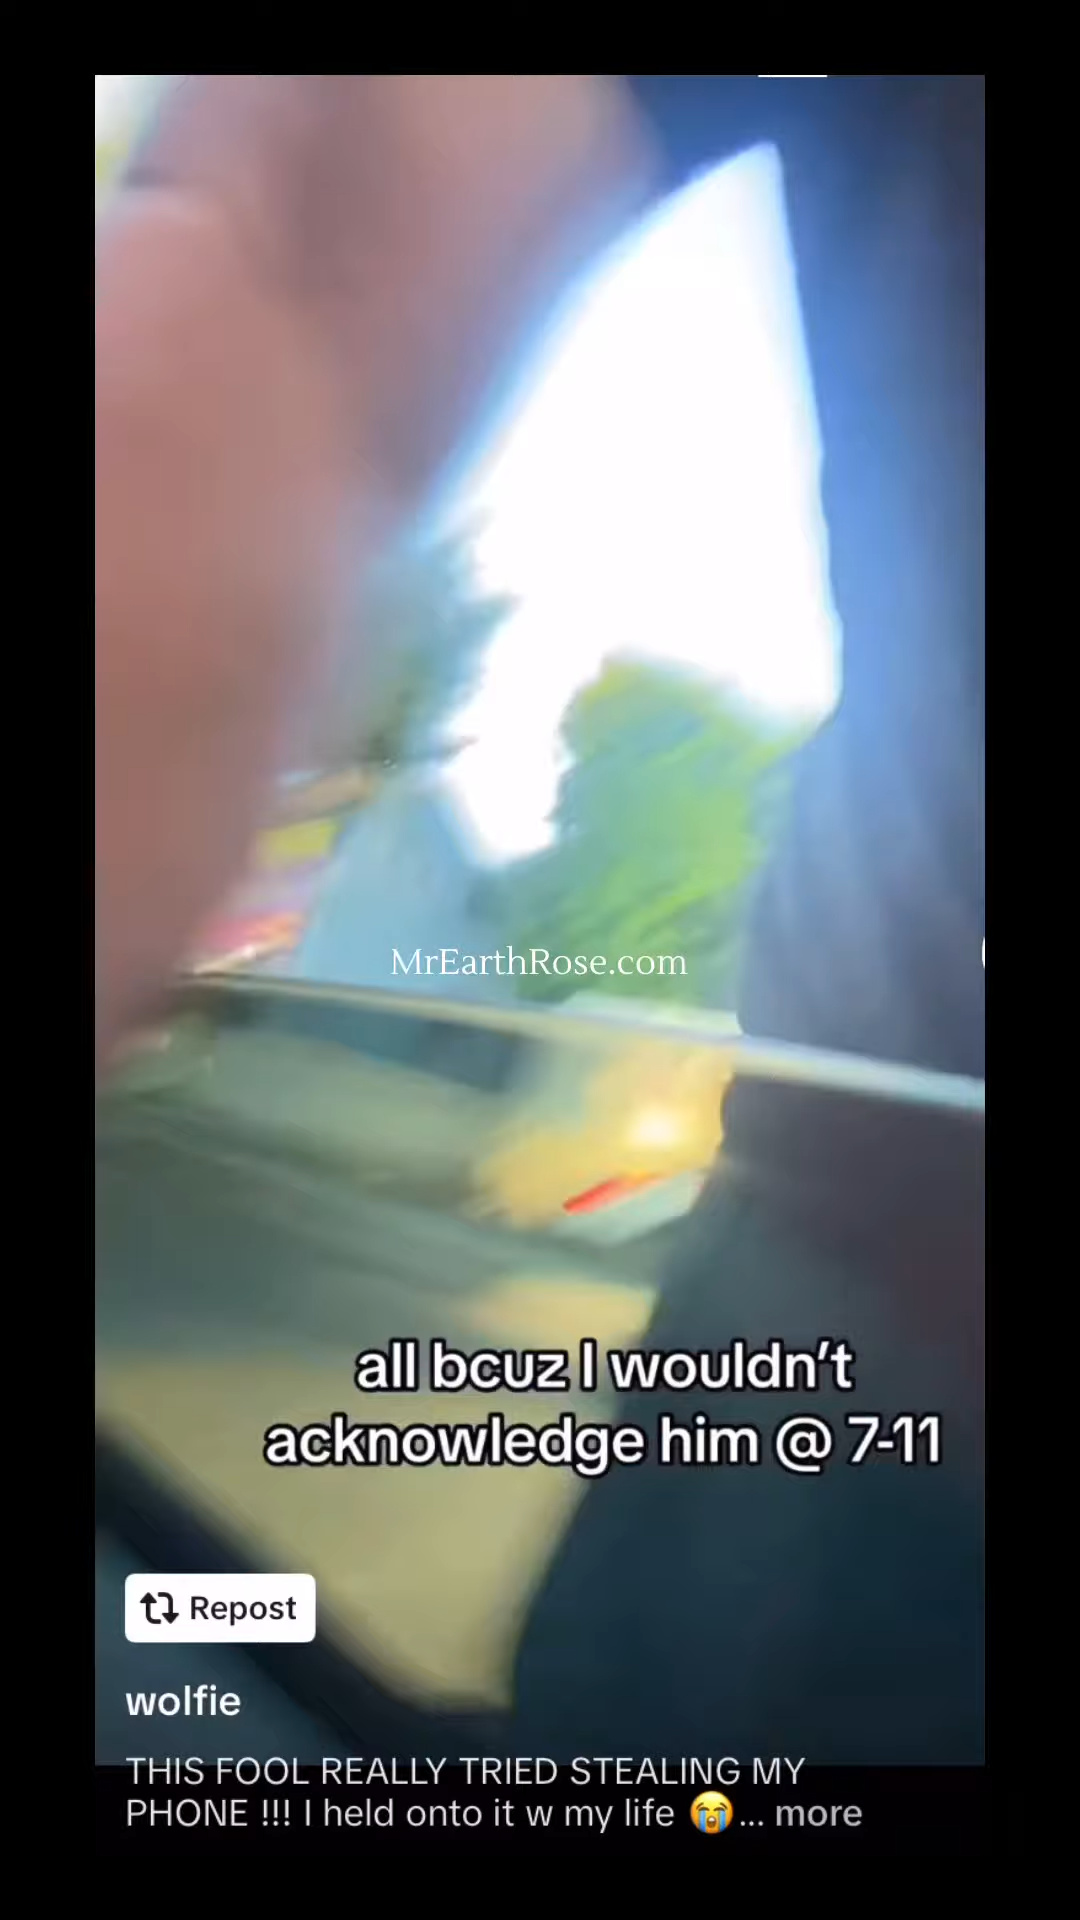 MrEarthRose.com
all bcuz I wouldn't
acknowledge him @ 7-11
Repost
wolfie
THIS FOOL REALLY TRIED STEALING MY
PHONE !!! I held onto it w my life 😭... more